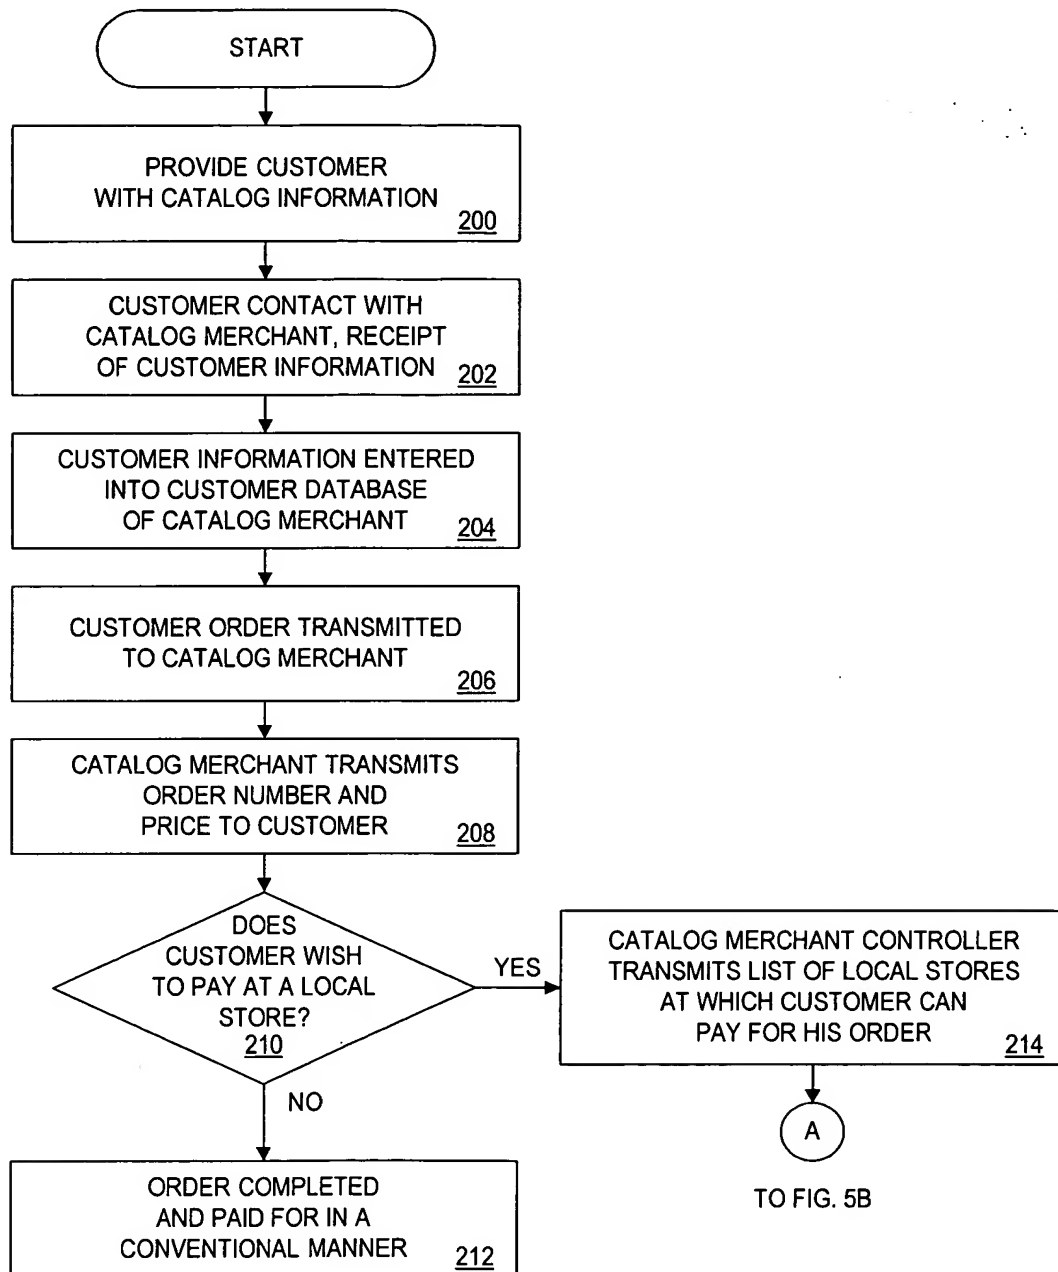 START
PROVIDE CUSTOMER
WITH CATALOG INFORMATION
200
CUSTOMER CONTACT WITH
CATALOG MERCHANT, RECEIPT
OF CUSTOMER INFORMATION
202
CUSTOMER INFORMATION ENTERED
INTO CUSTOMER DATABASE
OF CATALOG MERCHANT
204
CUSTOMER ORDER TRANSMITTED
TO CATALOG MERCHANT
206
CATALOG MERCHANT TRANSMITS
ORDER NUMBER AND
PRICE TO CUSTOMER
208
DOES
CUSTOMER WISH
TO PAY AT A LOCAL
STORE?
210
YES
CATALOG MERCHANT CONTROLLER
TRANSMITS LIST OF LOCAL STORES
AT WHICH CUSTOMER CAN
PAY FOR HIS ORDER
214
A
TO FIG. 5B
NO
ORDER COMPLETED
AND PAID FOR IN A
CONVENTIONAL MANNER
212